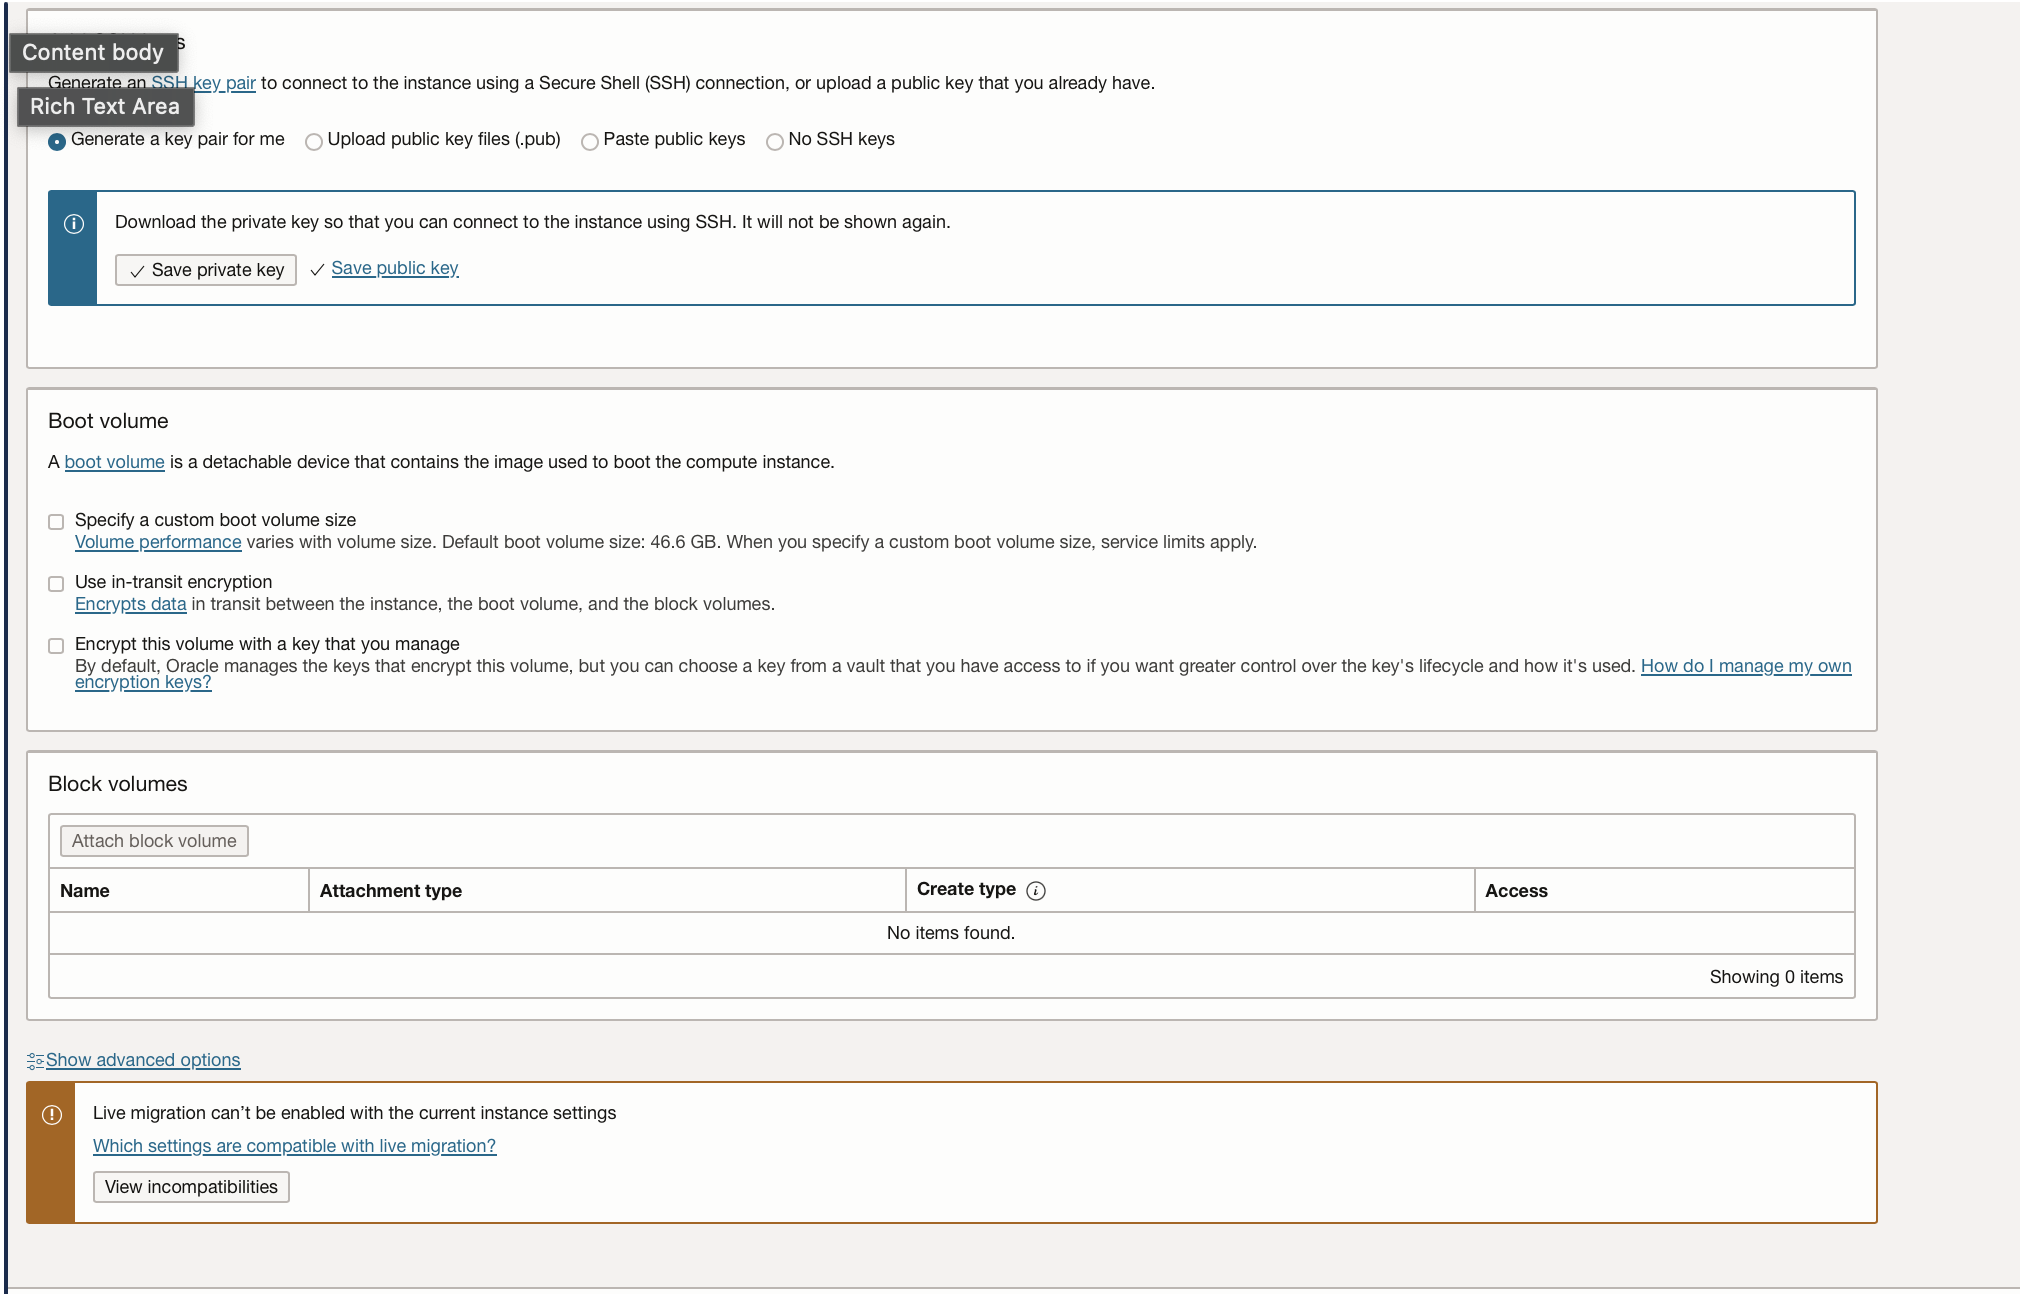 Content body
s
Generate an SSH key pair to connect to the instance using a Secure Shell (SSH) connection, or upload a public key that you already have.
Rich Text Area
Generate a key pair for me Upload public key files (.pub) Paste public keys No SSH keys
Download the private key so that you can connect to the instance using SSH. It will not be shown again.
Save private key Save public key
Boot volume
A boot volume is a detachable device that contains the image used to boot the compute instance.
Specify a custom boot volume size
Volume performance varies with volume size. Default boot volume size: 46.6 GB. When you specify a custom boot volume size, service limits apply.
Use in-transit encryption
Encrypts data in transit between the instance, the boot volume, and the block volumes.
Encrypt this volume with a key that you manage
By default, Oracle manages the keys that encrypt this volume, but you can choose a key from a vault that you have access to if you want greater control over the key's lifecycle and how it's used. How do I manage my own
encryption keys?
Block volumes
Attach block volume
Name Attachment type Create type Access
No items found.
Showing 0 items
Show advanced options
Live migration can’t be enabled with the current instance settings
Which settings are compatible with live migration?
View incompatibilities